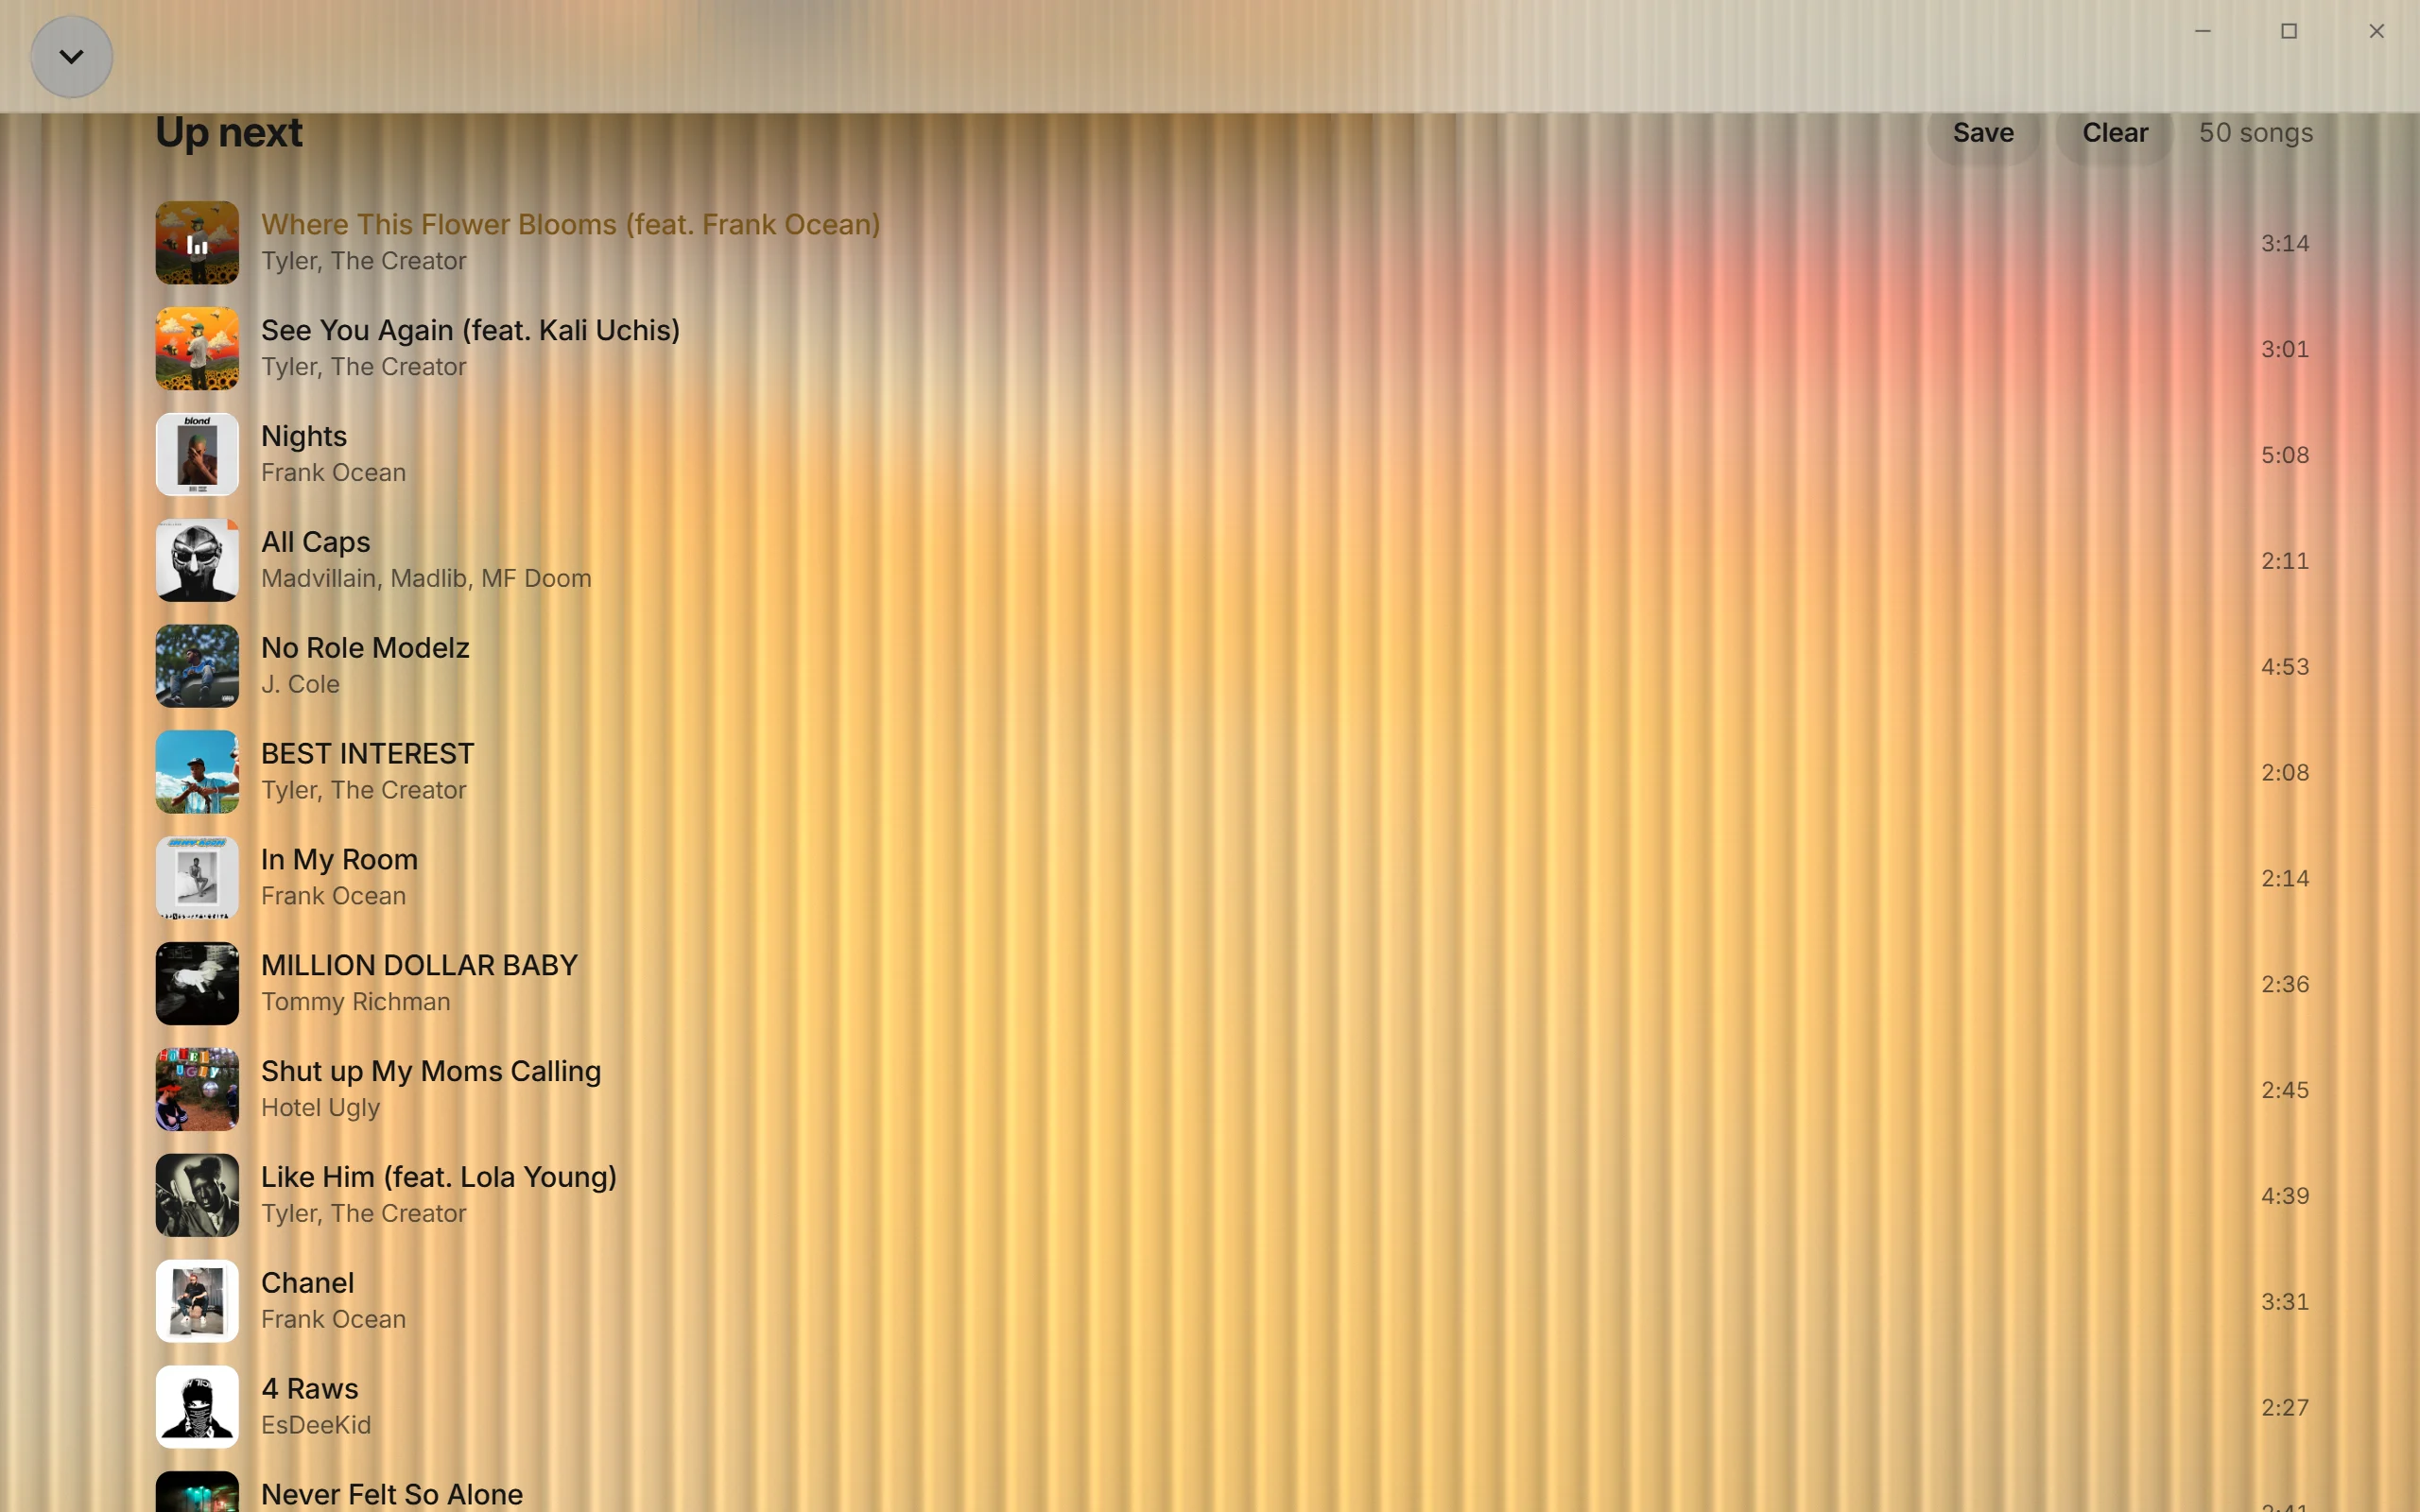 Up next
Save
Clear
50 songs
Where This Flower Blooms (feat. Frank Ocean)
Tyler, The Creator
3:14
See You Again (feat. Kali Uchis)
Tyler, The Creator
3:01
blond
Nights
Frank Ocean
5:08
All Caps
Madvillain, Madlib, MF Doom
2:11
No Role Modelz
J. Cole
4:53
BEST INTEREST
Tyler, The Creator
2:08
In My Room
Frank Ocean
2:14
MILLION DOLLAR BABY
Tommy Richman
2:36
HOTEL
UGLY
Shut up My Moms Calling
Hotel Ugly
2:45
Like Him (feat. Lola Young)
Tyler, The Creator
4:39
Chanel
Frank Ocean
3:31
4 Raws
EsDeeKid
2:27
Never Felt So Alone